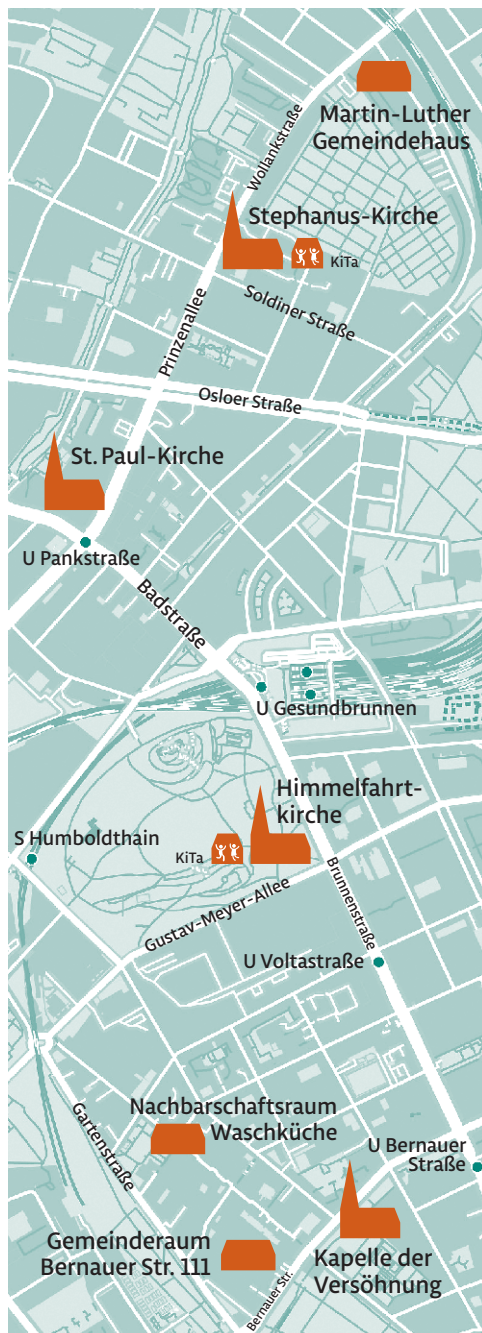 Wollankstraße
Martin-Luther
Gemeindehaus
Stephanus-Kirche
KiTa
Soldiner Straße
Prinzenallee
Osloer Straße
St. Paul-Kirche
U Pankstraße
Badstraße
U Gesundbrunnen
Himmelfahrt-
kirche
S Humboldthain
KiTa
Gustav-Meyer-Allee
Brunnenstraße
U Voltastraße
Nachbarschaftsraum
Waschküche
Gartenstraße
U Bernauer
Straße
Gemeinderaum
Bernauer Str. 111
Bernauer Str.
Kapelle der
Versöhnung